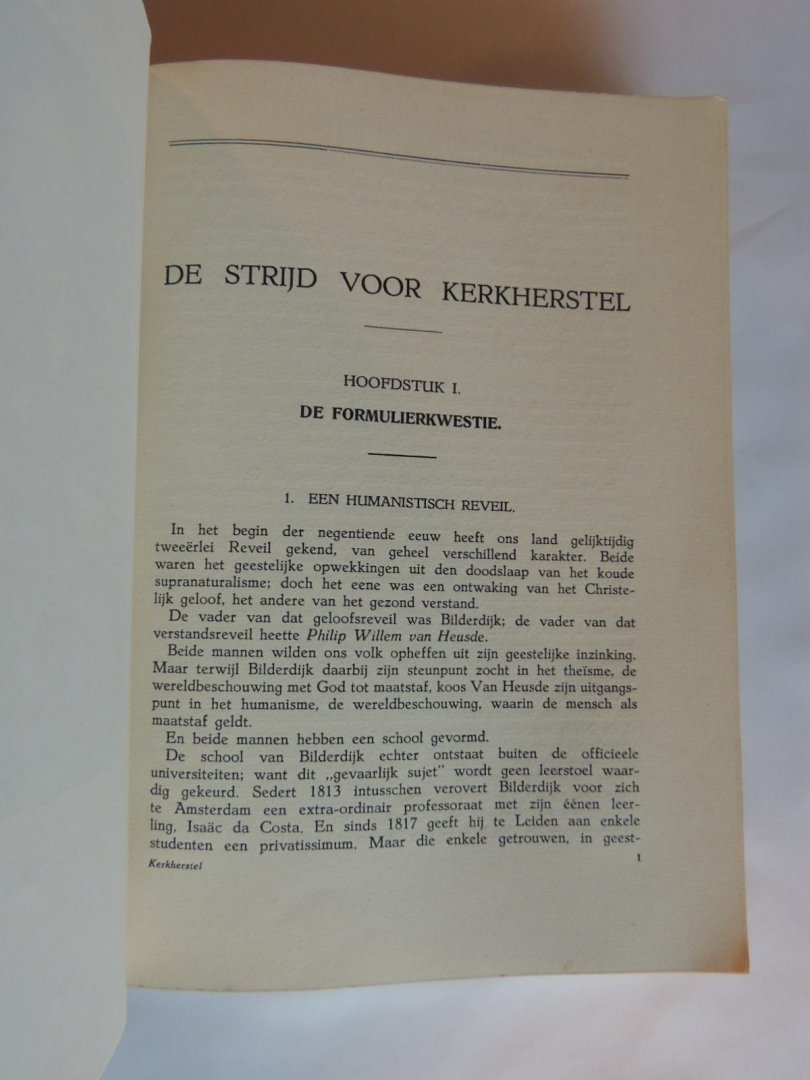 DE STRIJD VOOR KERKHERSTEL
HOOFDSTUK I.
DE FORMULIERKWESTIE.
1. EEN HUMANISTISCH REVEIL.
In het begin der negentiende eeuw heeft ons land gelijktijdig
tweeërlei Reveil gekend, van geheel verschillend karakter. Beide
waren het geestelijke opwekkingen uit den doodslaap van het koude
supranaturalisme; doch het eene was een ontwaking van het Christe-
lijk geloof, het andere van het gezond verstand.
De vader van dat geloofsreveil was Bilderdijk; de vader van dat
verstandsreveil heette Philip Willem van Heusde.
Beide mannen wilden ons volk opheffen uit zijn geestelijke inzinking.
Maar terwijl Bilderdijk daarbij zijn steunpunt zocht in het theïsme, de
wereldbeschouwing met God tot maatstaf, koos Van Heusde zijn uitgangs-
punt in het humanisme, de wereldbeschouwing, waarin de mensch als
maatstaf geldt.
En beide mannen hebben een school gevormd.
De school van Bilderdijk echter ontstaat buiten de officieele
universiteiten; want dit „gevaarlijk sujet” wordt geen leerstoel waar-
dig gekeurd. Sedert 1813 intusschen verovert Bilderdijk voor zich
te Amsterdam een extra-ordinair professoraat met zijn éénen leer-
ling, Isaäc da Costa. En sinds 1817 geeft hij te Leiden aan enkele
studenten een privatissimum. Maar die enkele getrouwen, in geest-
Kerkherstel 1